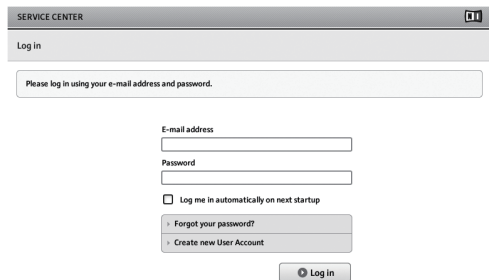 SERVICE CENTER
Log in
Please log in using your e-mail address and password.
E-mail address
Password
Log me in automatically on next startup
Forgot your password?
Create new User Account
Log in